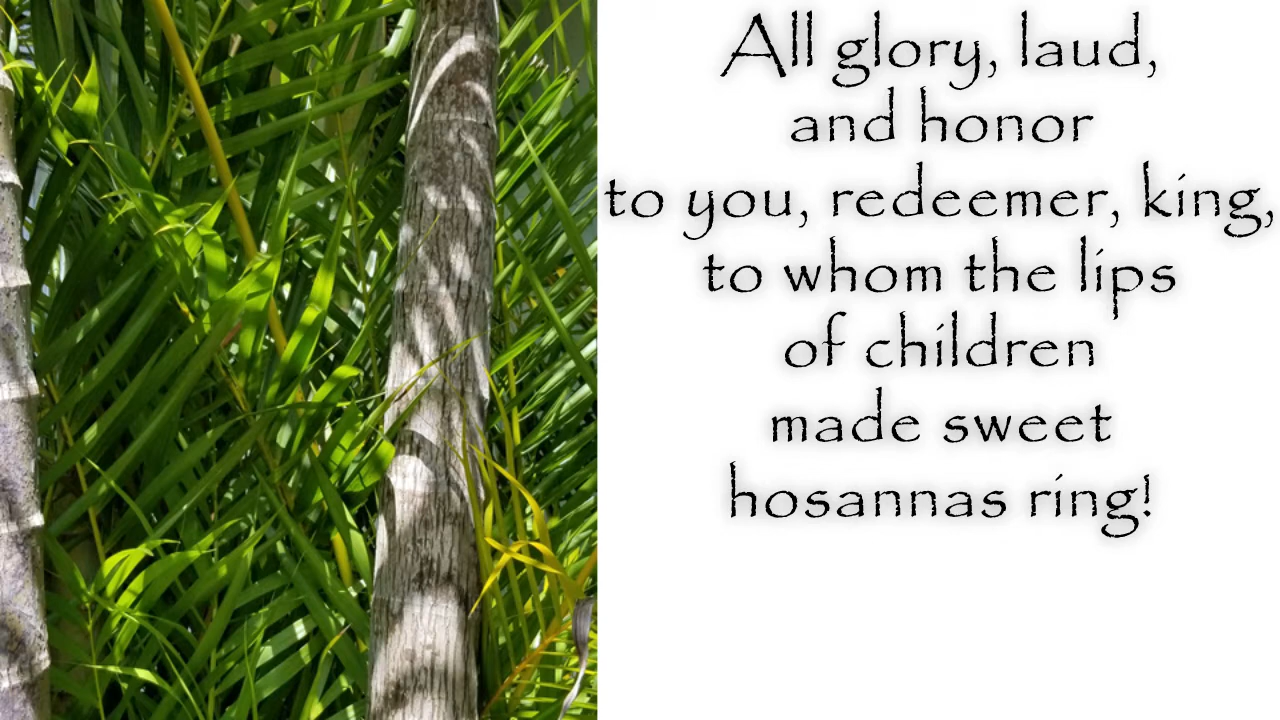 All glory, laud,
and honor
to you, redeemer, king,
to whom the lips
of children
made sweet
hosannas ring!